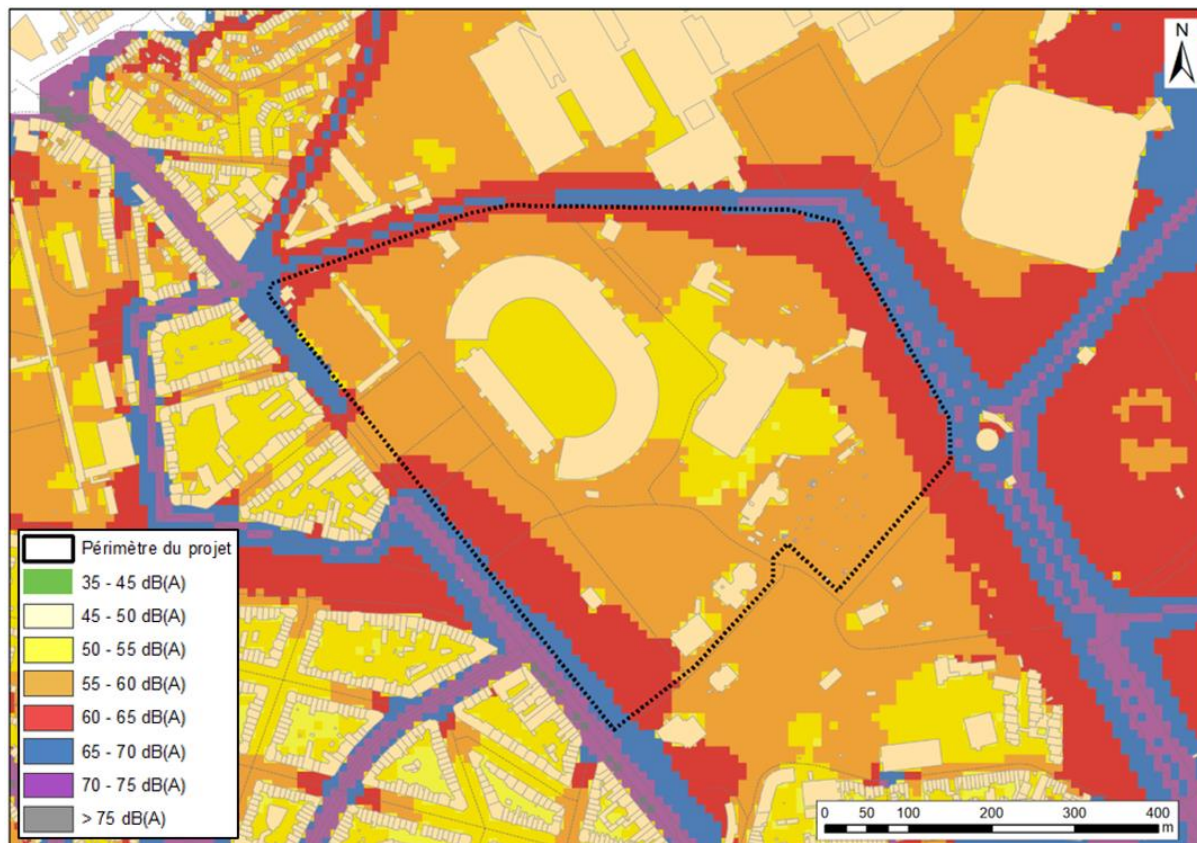 N
Périmètre du projet
35 - 45 dB(A)
45 - 50 dB(A)
50 - 55 dB(A)
55 - 60 dB(A)
60 - 65 dB(A)
65 - 70 dB(A)
70 - 75 dB(A)
> 75 dB(A)
0 50 100 200 300 400
m